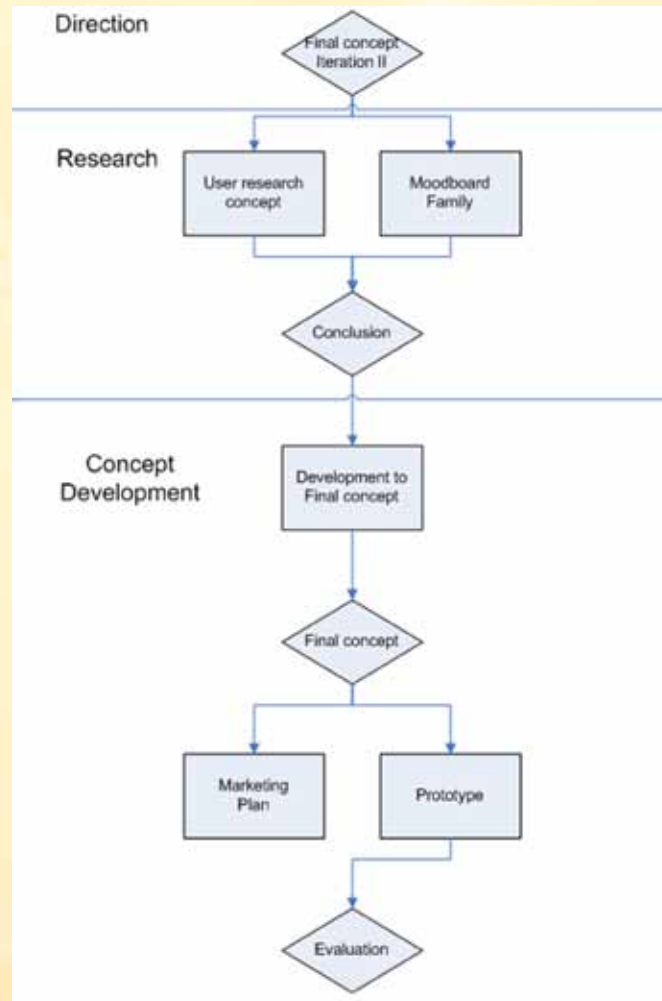 Direction
Final concept
Iteration II
Research
User research
concept
Moodboard
Family
Conclusion
Concept
Development
Development to
Final concept
Final concept
Marketing
Plan
Prototype
Evaluation